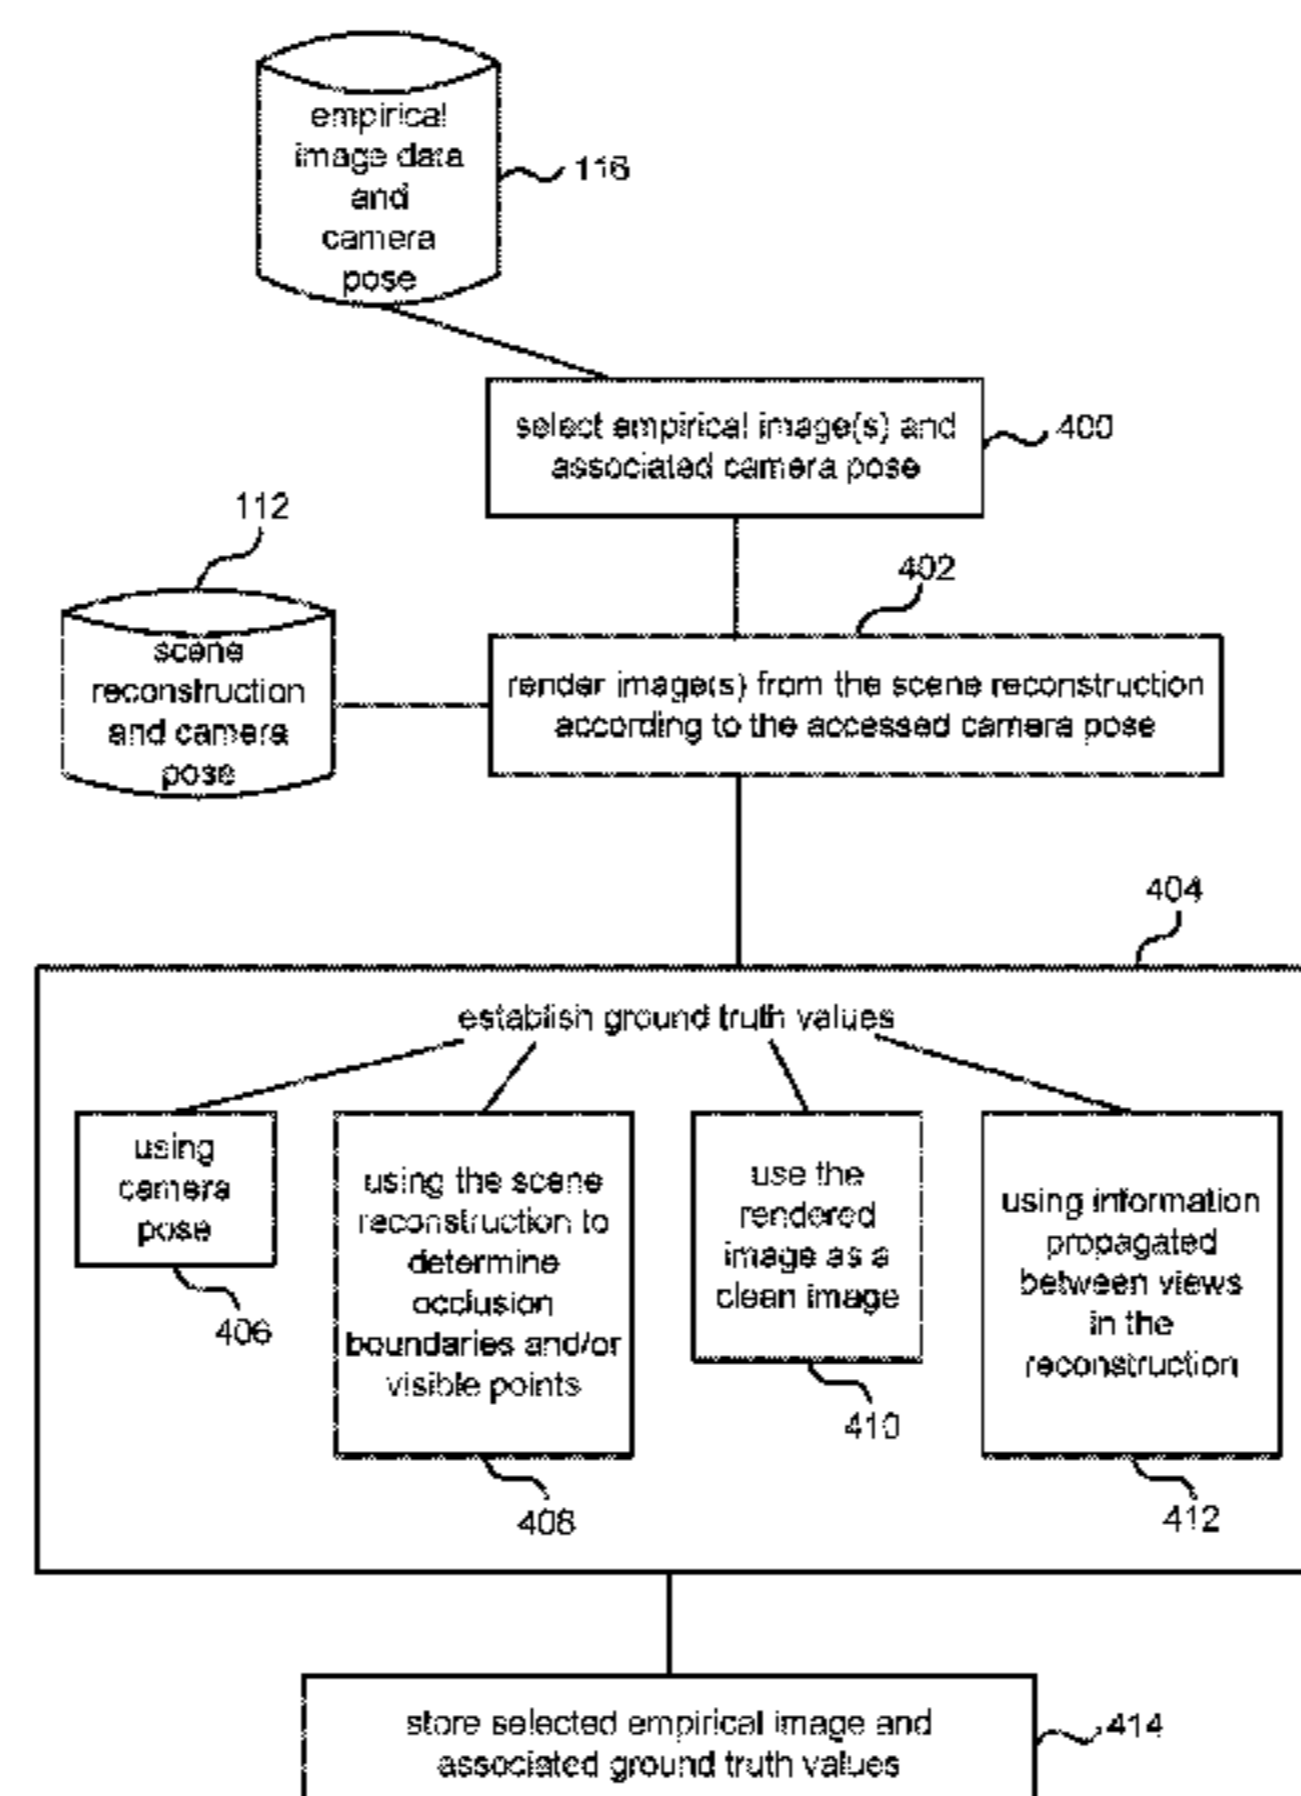 empirical
image data
and
camera
pose
116
select empirical image(s) and
associated camera pose
400
112
scene
reconstruction
and camera
pose
402
render image(s) from the scene reconstruction
according to the accessed camera pose
404
establish ground truth values
using
camera
pose
406
using the scene
reconstruction to
determine
occlusion
boundaries and/or
visible points
408
use the
rendered
image as a
clean image
410
using information
propagated
between views
in the
reconstruction
412
store selected empirical image and
associated ground truth values
414